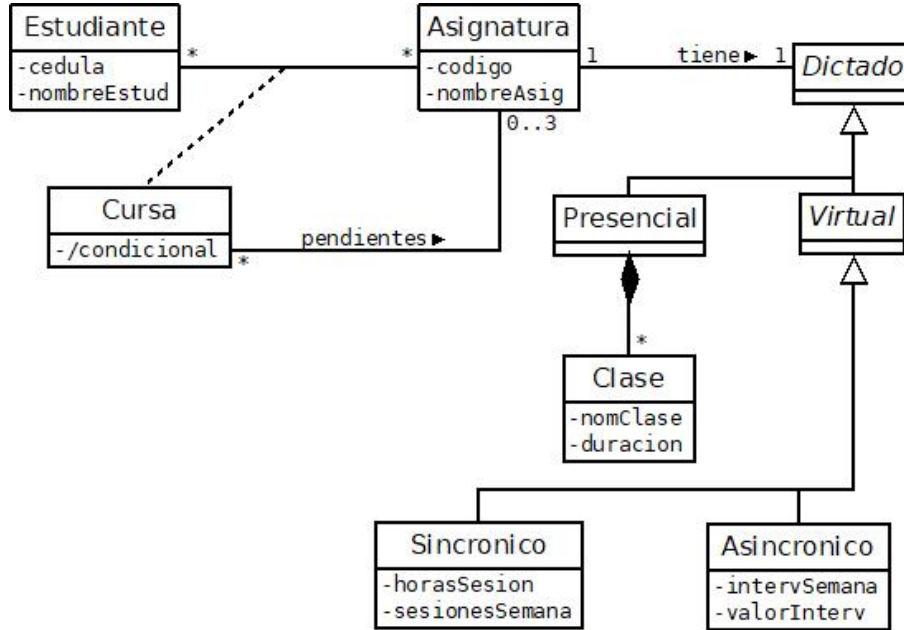 Estudiante
-cedula
-nombreEstud
*
*
Asignatura
-codigo
-nombreAsig
1
tiene▶
1
Dictado
0..3
Cursa
-/condicional
*
pendientes▶
Presencial
Virtual
*
Clase
-nomClase
-duracion
Sincronico
-horasSesion
-sesionesSemana
Asincronico
-intervSemana
-valorInterv